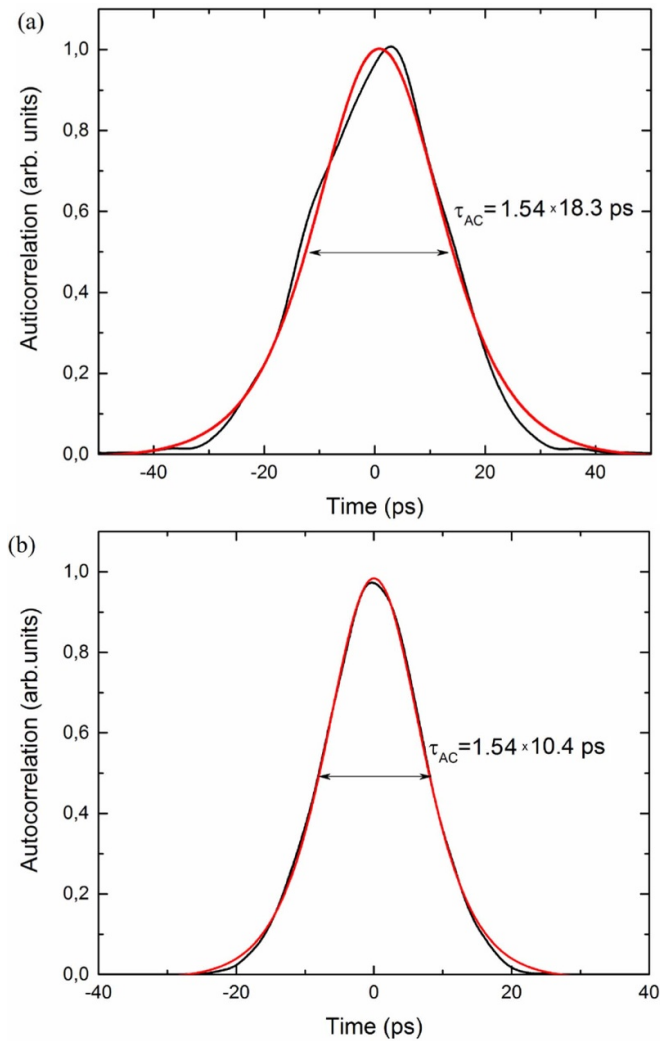 (a)
Auticorrelation (arb. units)
1,0
0,8
0,6
0,4
0,2
0,0
τAC=1.54×18.3 ps
-40
-20
0
20
40
Time (ps)
(b)
Autocorrelation (arb.units)
1,0
0,8
0,6
0,4
0,2
0,0
τAC=1.54×10.4 ps
-40
-20
0
20
40
Time (ps)